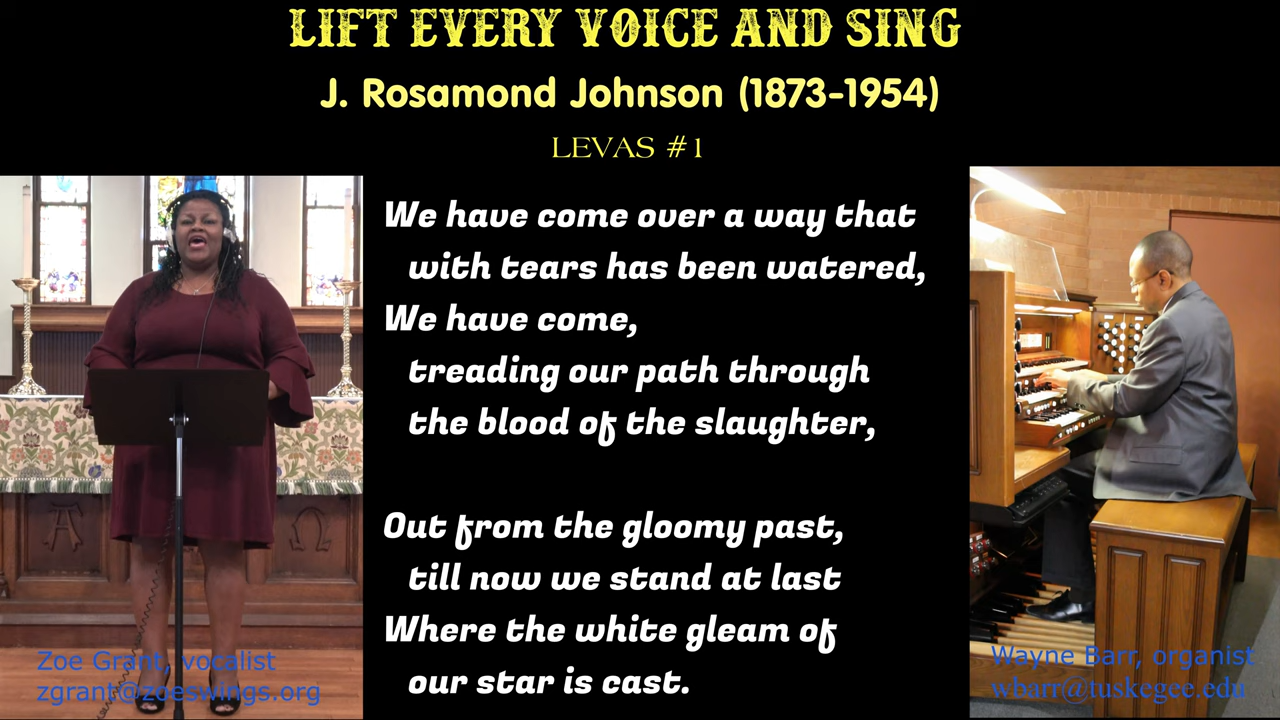 LIFT EVERY VOICE AND SING
J. Rosamond Johnson (1873-1954)
LEVAS #1
We have come over a way that
with tears has been watered,
We have come,
treading our path through
the blood of the slaughter,
Out from the gloomy past,
till now we stand at last
Where the white gleam of
our star is cast.
Zoe Grant, vocalist
zgrant@zoeswings.org
Wayne Barr, organist
wbarr@tuskegee.edu
A
Ω